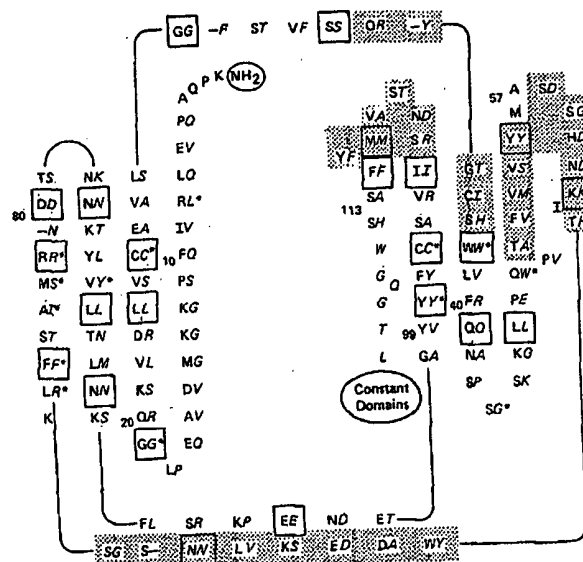 GG -F ST VF SS QR -Y
A Q P K NH2
PQ
EV
LQ
RL*
IV
10 FQ
PS
KG
KG
MG
DV
AV
EQ
LP
TS NK LS
80 DD NN VA
-N KT EA
RR* YL CC*
MS* VY* VS
AI* LL LL
ST TN DR
FF* LM VL
LR* NN KS
K KS 20 QR
GG*
ST
VA ND
YF MM SR
FF II
SA VR
113 SH SA
W CC*
G Q FY
G YY*
T 99 YV
L GA
Constant
Domains
GT
CI
SH
WW*
LV
40 FR
QQ
NA
SP
SG*
57 A SD
M SG
YY HD
VS
VM KK
FV I
TA PV
QW*
PE
LL
KG
SK
FL SR KP EE ND ET
SG S- NN LV KS ED DA WY